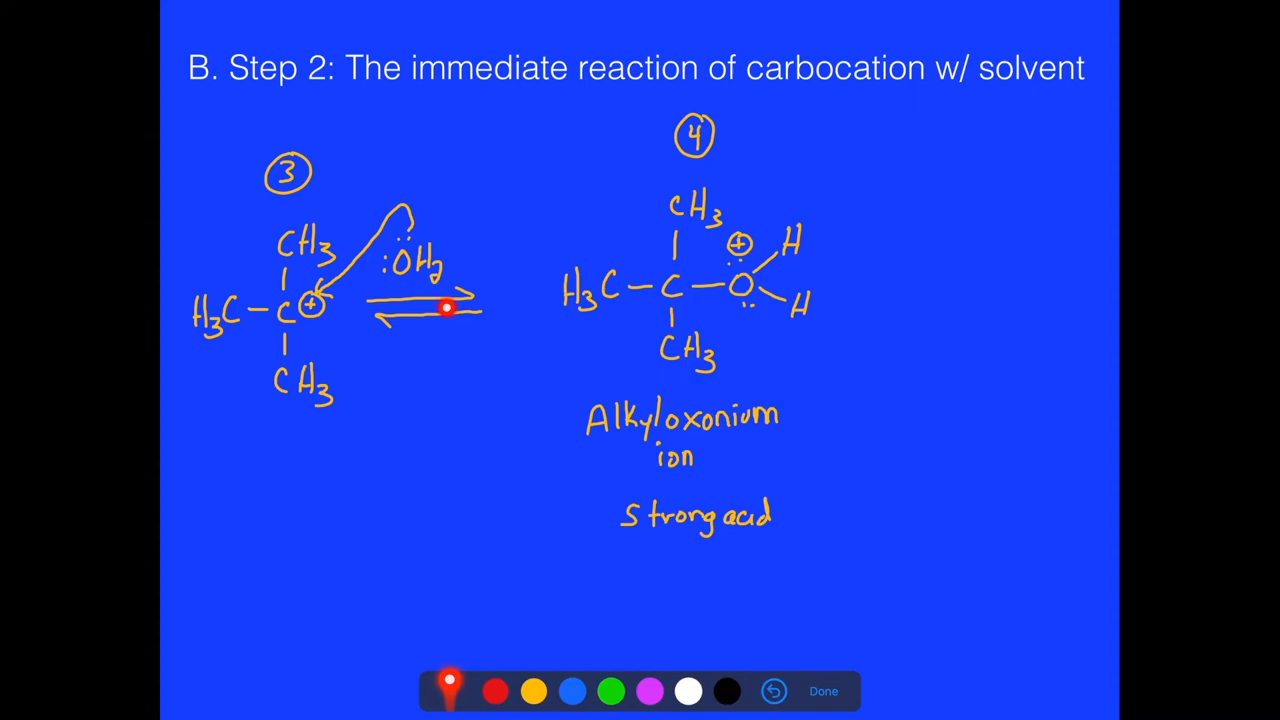 B. Step 2: The immediate reaction of carbocation w/ solvent
3
CH3
H3C - C ⊕
CH3
:ÖH2
4
CH3
⊕
H3C - C - O
H
H
CH3
Alkyloxonium
ion
Strong acid
Done